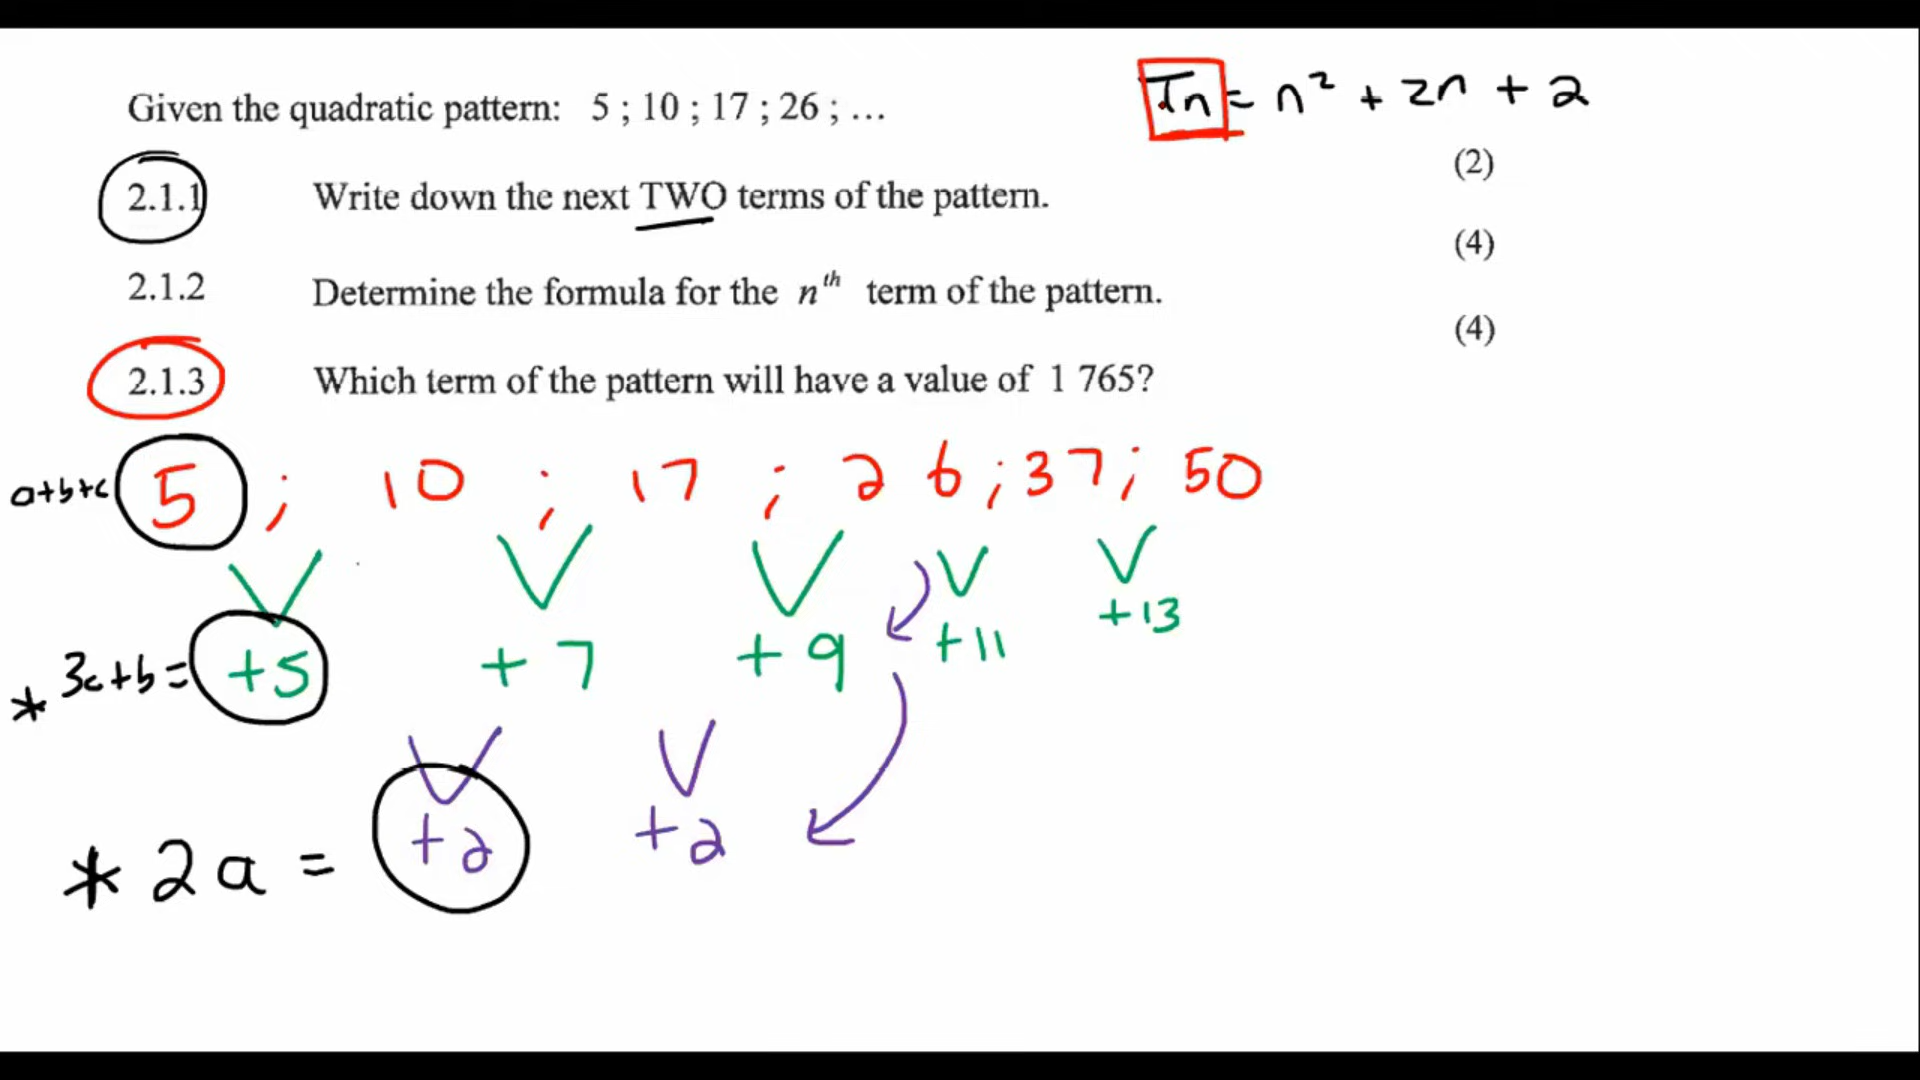 Given the quadratic pattern: 5 ; 10 ; 17 ; 26 ; …
Tn = n² + 2n + 2
(2)
2.1.1 Write down the next TWO terms of the pattern.
(4)
2.1.2 Determine the formula for the nᵗʰ term of the pattern.
(4)
2.1.3 Which term of the pattern will have a value of 1 765?
a+b+c 5 ; 10 ; 17 ; 26 ; 37 ; 50
* 3a+b = +5 +7 +9 +11 +13
* 2a = +2 +2